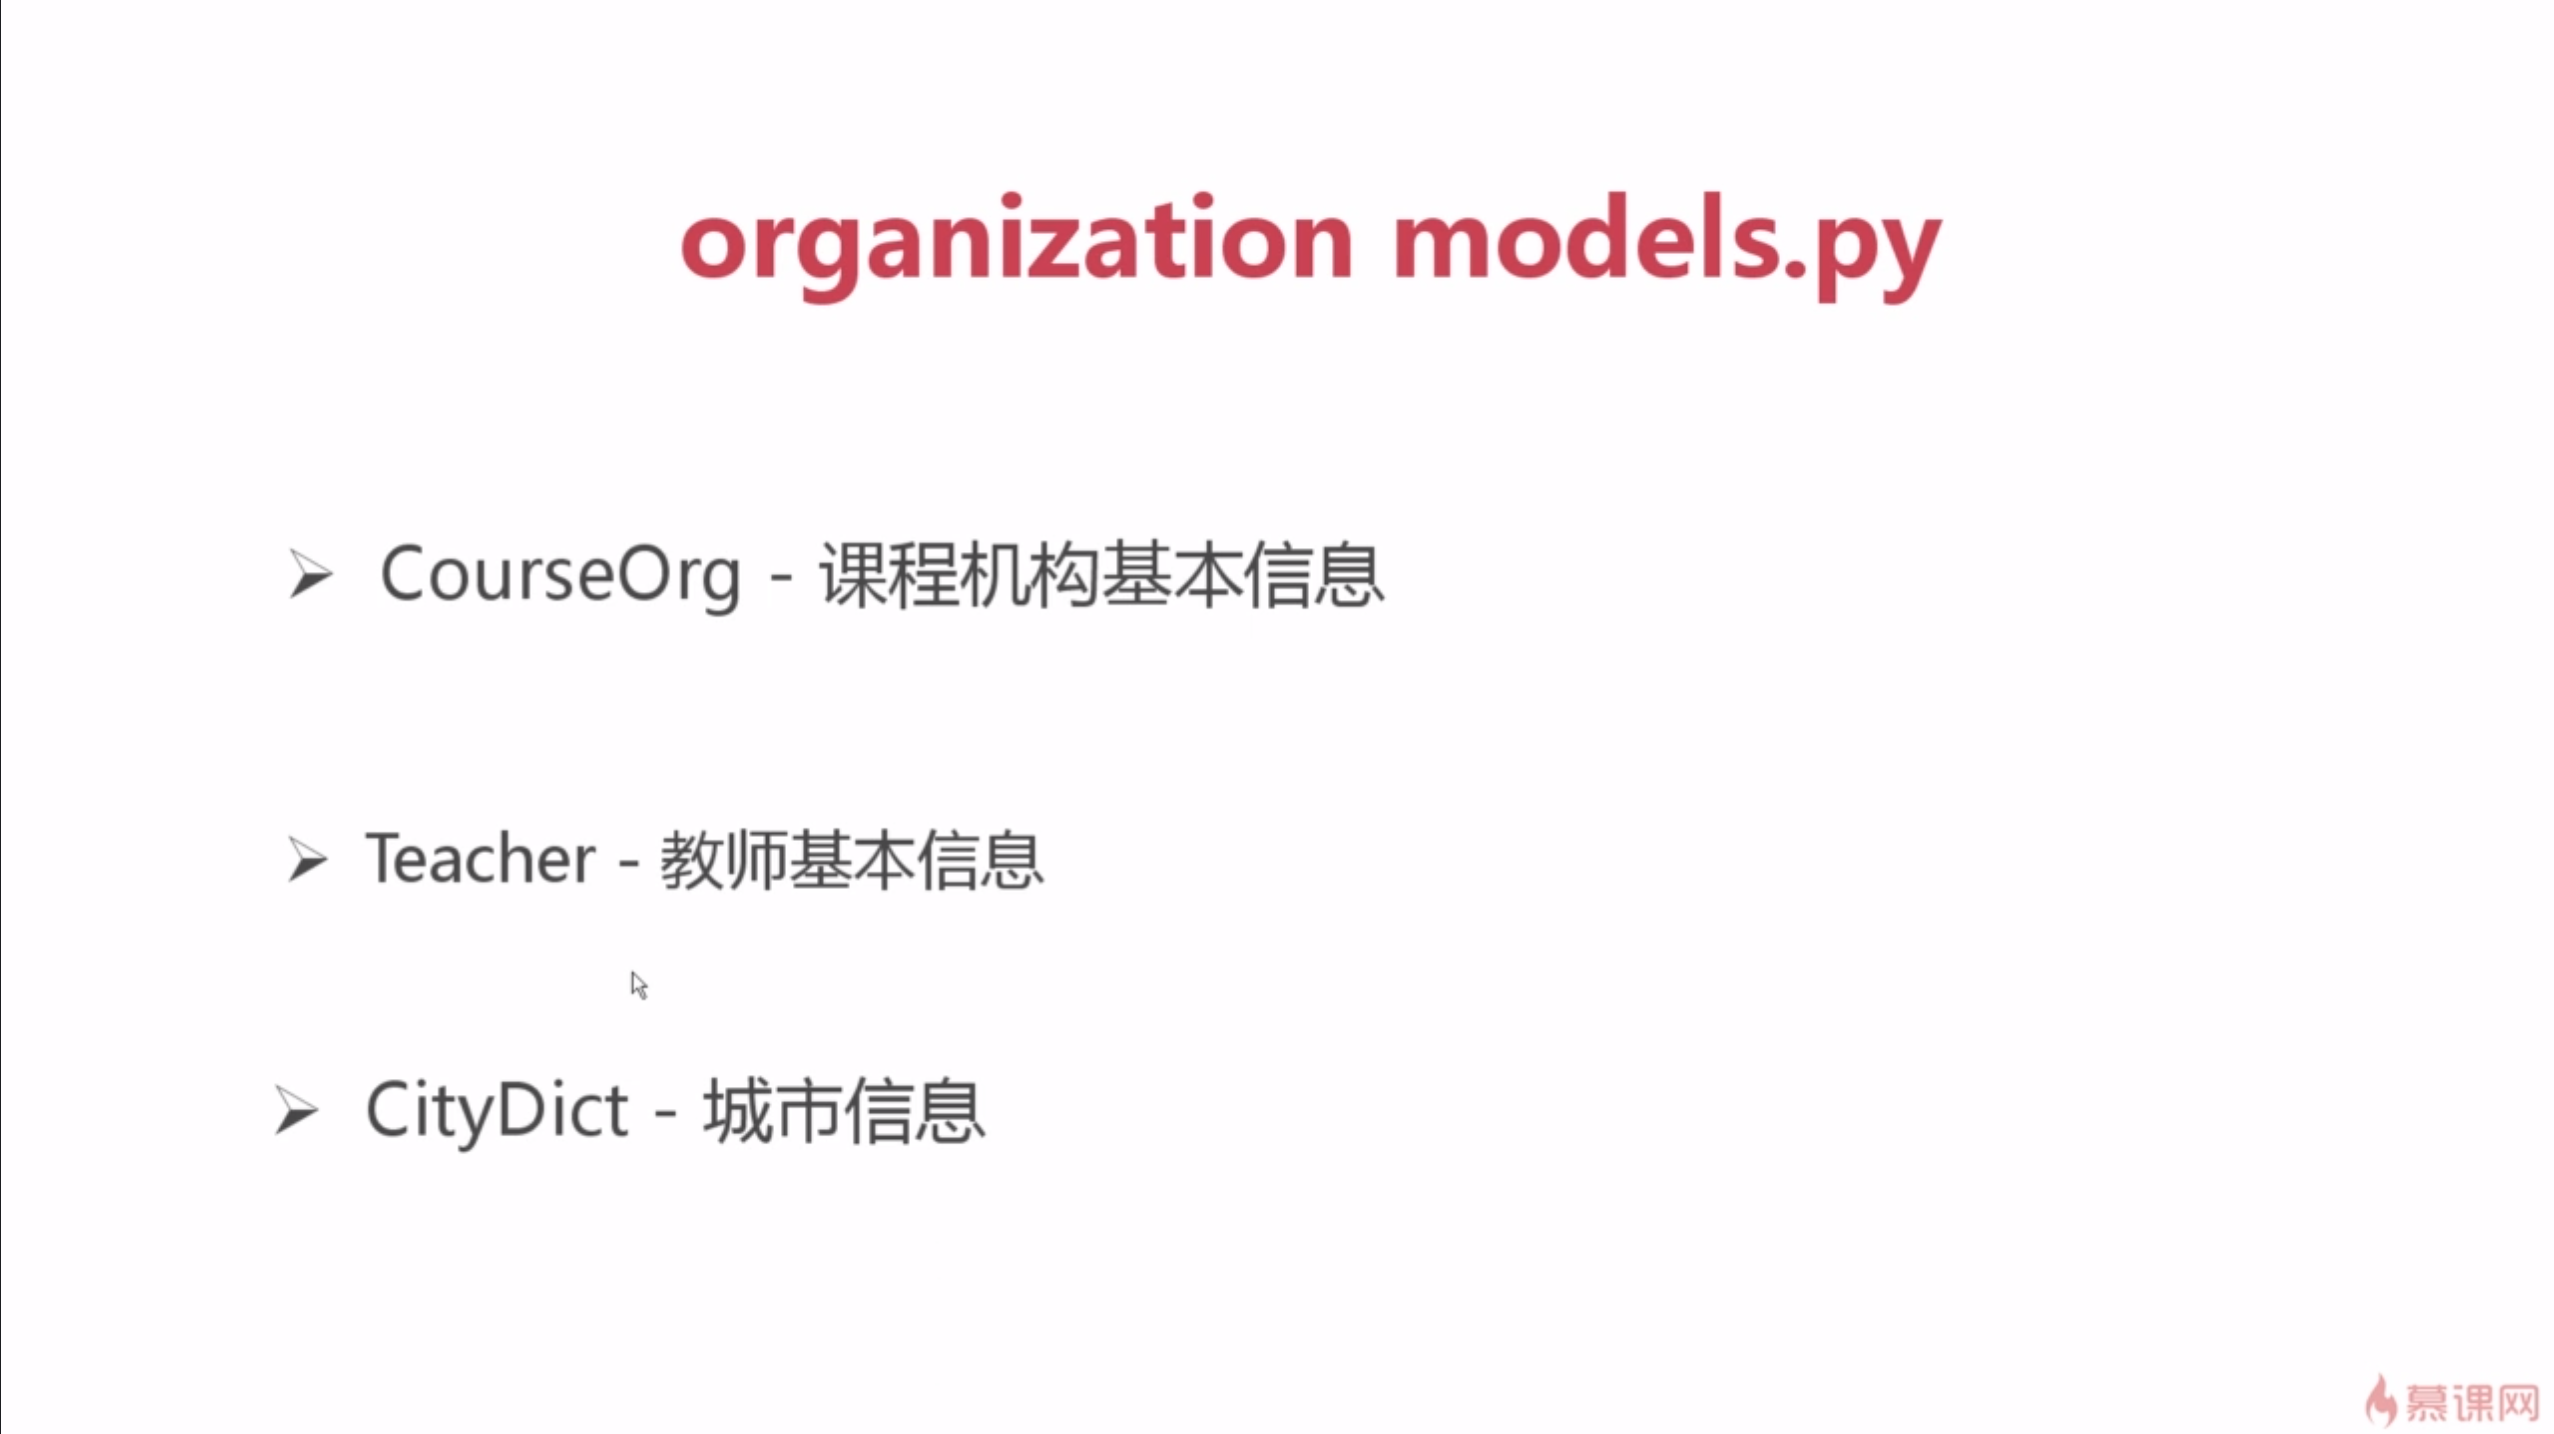 organization models.py
CourseOrg - 课程机构基本信息
Teacher - 教师基本信息
CityDict - 城市信息
慕课网